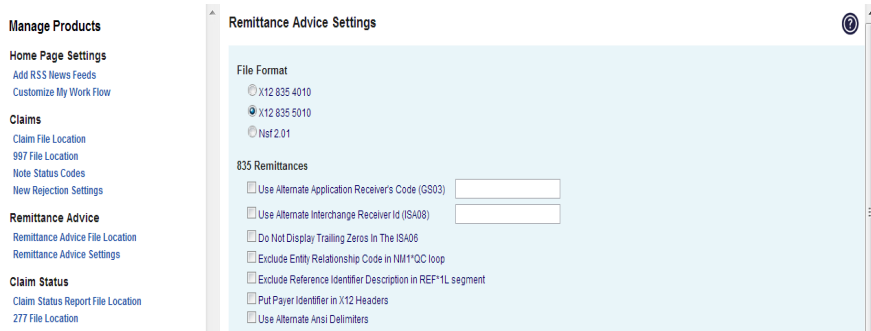 Manage Products
Home Page Settings
Add RSS News Feeds
Customize My Work Flow
Claims
Claim File Location
997 File Location
Note Status Codes
New Rejection Settings
Remittance Advice
Remittance Advice File Location
Remittance Advice Settings
Claim Status
Claim Status Report File Location
277 File Location
Remittance Advice Settings
?
File Format
X12 835 4010
X12 835 5010
Nsf 2.01
835 Remittances
Use Alternate Application Receiver's Code (GS03)
Use Alternate Interchange Receiver Id (ISA08)
Do Not Display Trailing Zeros In The ISA06
Exclude Entity Relationship Code in NM1*QC loop
Exclude Reference Identifier Description in REF*1L segment
Put Payer Identifier in X12 Headers
Use Alternate Ansi Delimiters